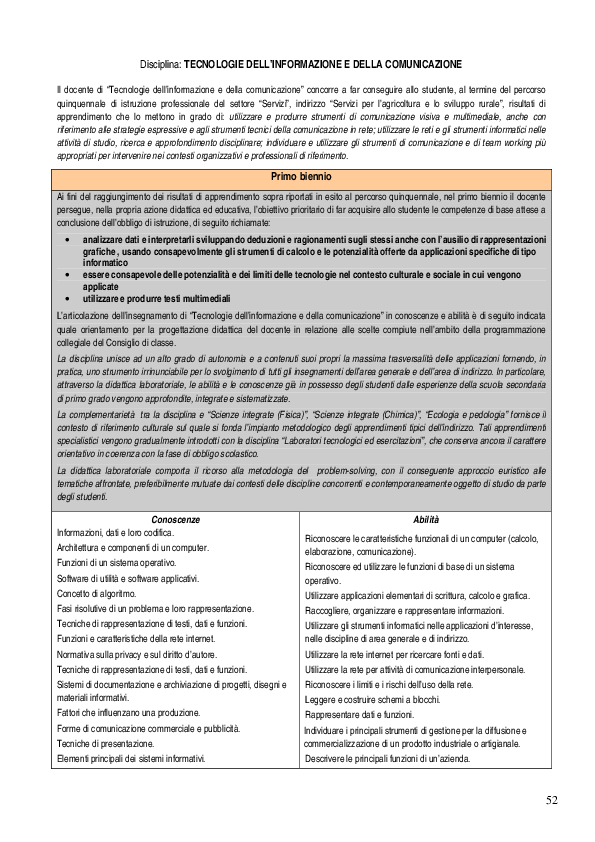 Disciplina: TECNOLOGIE DELL'INFORMAZIONE E DELLA COMUNICAZIONE
Il docente di “Tecnologie dell'informazione e della comunicazione” concorre a far conseguire allo studente, al termine del percorso
quinquennale di istruzione professionale del settore “Servizi”, indirizzo “Servizi per l'agricoltura e lo sviluppo rurale”, risultati di
apprendimento che lo mettono in grado di: utilizzare e produrre strumenti di comunicazione visiva e multimediale, anche con
riferimento alle strategie espressive e agli strumenti tecnici della comunicazione in rete; utilizzare le reti e gli strumenti informatici nelle
attività di studio, ricerca e approfondimento disciplinare; individuare e utilizzare gli strumenti di comunicazione e di team working più
appropriati per intervenire nei contesti organizzativi e professionali di riferimento.
Primo biennio
Ai fini del raggiungimento dei risultati di apprendimento sopra riportati in esito al percorso quinquennale, nel primo biennio il docente
persegue, nella propria azione didattica ed educativa, l'obiettivo prioritario di far acquisire allo studente le competenze di base attese a
conclusione dell'obbligo di istruzione, di seguito richiamate:
• analizzare dati e interpretarli sviluppando deduzioni e ragionamenti sugli stessi anche con l'ausilio di rappresentazioni
grafiche, usando consapevolmente gli strumenti di calcolo e le potenzialità offerte da applicazioni specifiche di tipo
informatico
• essere consapevole delle potenzialità e dei limiti delle tecnologie nel contesto culturale e sociale in cui vengono
applicate
• utilizzare e produrre testi multimediali
L'articolazione dell'insegnamento di “Tecnologie dell'informazione e della comunicazione” in conoscenze e abilità è di seguito indicata
quale orientamento per la progettazione didattica del docente in relazione alle scelte compiute nell'ambito della programmazione
collegiale del Consiglio di classe.
La disciplina unisce ad un alto grado di autonomia e a contenuti suoi propri la massima trasversalità delle applicazioni fornendo, in
pratica, uno strumento irrinunciabile per lo svolgimento di tutti gli insegnamenti dell'area generale e dell'area di indirizzo. In particolare,
attraverso la didattica laboratoriale, le abilità e le conoscenze già in possesso degli studenti dalle esperienze della scuola secondaria
di primo grado vengono approfondite, integrate e sistematizzate.
La complementarietà tra la disciplina e “Scienze integrate (Fisica)”, “Scienze integrate (Chimica)”, “Ecologia e pedologia” fornisce il
contesto di riferimento culturale sul quale si fonda l'impianto metodologico degli apprendimenti tipici dell'indirizzo. Tali apprendimenti
specialistici vengono gradualmente introdotti con la disciplina “Laboratori tecnologici ed esercitazioni”, che conserva ancora il carattere
orientativo in coerenza con la fase di obbligo scolastico.
La didattica laboratoriale comporta il ricorso alla metodologia del problem-solving, con il conseguente approccio euristico alle
tematiche affrontate, preferibilmente mutuate dai contesti delle discipline concorrenti e contemporaneamente oggetto di studio da parte
degli studenti.
Conoscenze
Informazioni, dati e loro codifica.
Architettura e componenti di un computer.
Funzioni di un sistema operativo.
Software di utilità e software applicativi.
Concetto di algoritmo.
Fasi risolutive di un problema e loro rappresentazione.
Tecniche di rappresentazione di testi, dati e funzioni.
Funzioni e caratteristiche della rete internet.
Normativa sulla privacy e sul diritto d'autore.
Tecniche di rappresentazione di testi, dati e funzioni.
Sistemi di documentazione e archiviazione di progetti, disegni e
materiali informativi.
Fattori che influenzano una produzione.
Forme di comunicazione commerciale e pubblicità.
Tecniche di presentazione.
Elementi principali dei sistemi informativi.
Abilità
Riconoscere le caratteristiche funzionali di un computer (calcolo,
elaborazione, comunicazione).
Riconoscere ed utilizzare le funzioni di base di un sistema
operativo.
Utilizzare applicazioni elementari di scrittura, calcolo e grafica.
Raccogliere, organizzare e rappresentare informazioni.
Utilizzare gli strumenti informatici nelle applicazioni d'interesse,
nelle discipline di area generale e di indirizzo.
Utilizzare la rete internet per ricercare fonti e dati.
Utilizzare la rete per attività di comunicazione interpersonale.
Riconoscere i limiti e i rischi dell'uso della rete.
Leggere e costruire schemi a blocchi.
Rappresentare dati e funzioni.
Individuare i principali strumenti di gestione per la diffusione e
commercializzazione di un prodotto industriale o artigianale.
Descrivere le principali funzioni di un'azienda.
52